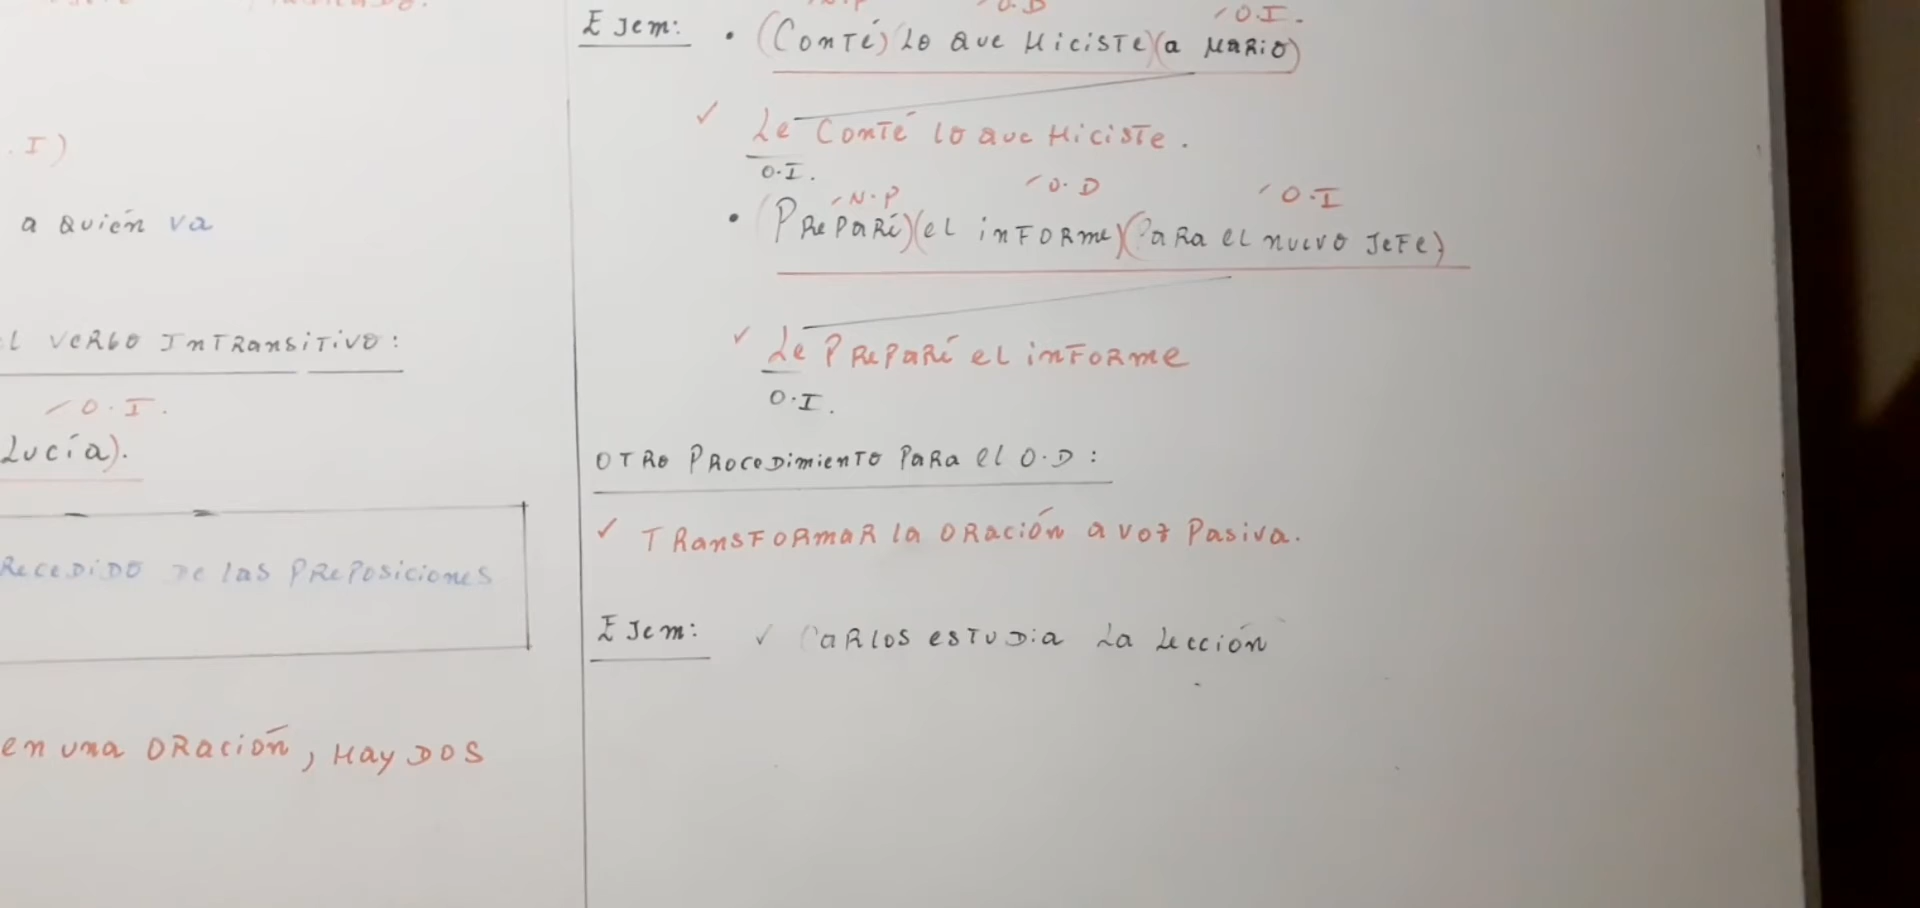 . I)
a quién va
l verbo Intransitivo:
O.I.
Lucía).
recedido de las preposiciones
en una oración, hay dos
N.P O.D O.I.
Ejem: • (Conté) (lo que hiciste) (a Mario)
✓ Le conté lo que hiciste.
O.I.
N.P O.D O.I
• (Preparé) (el informe) (para el nuevo jefe)
✓ Le preparé el informe
O.I.
Otro procedimiento para el O.D:
✓ Transformar la oración a voz pasiva.
Ejem: ✓ Carlos estudia la lección